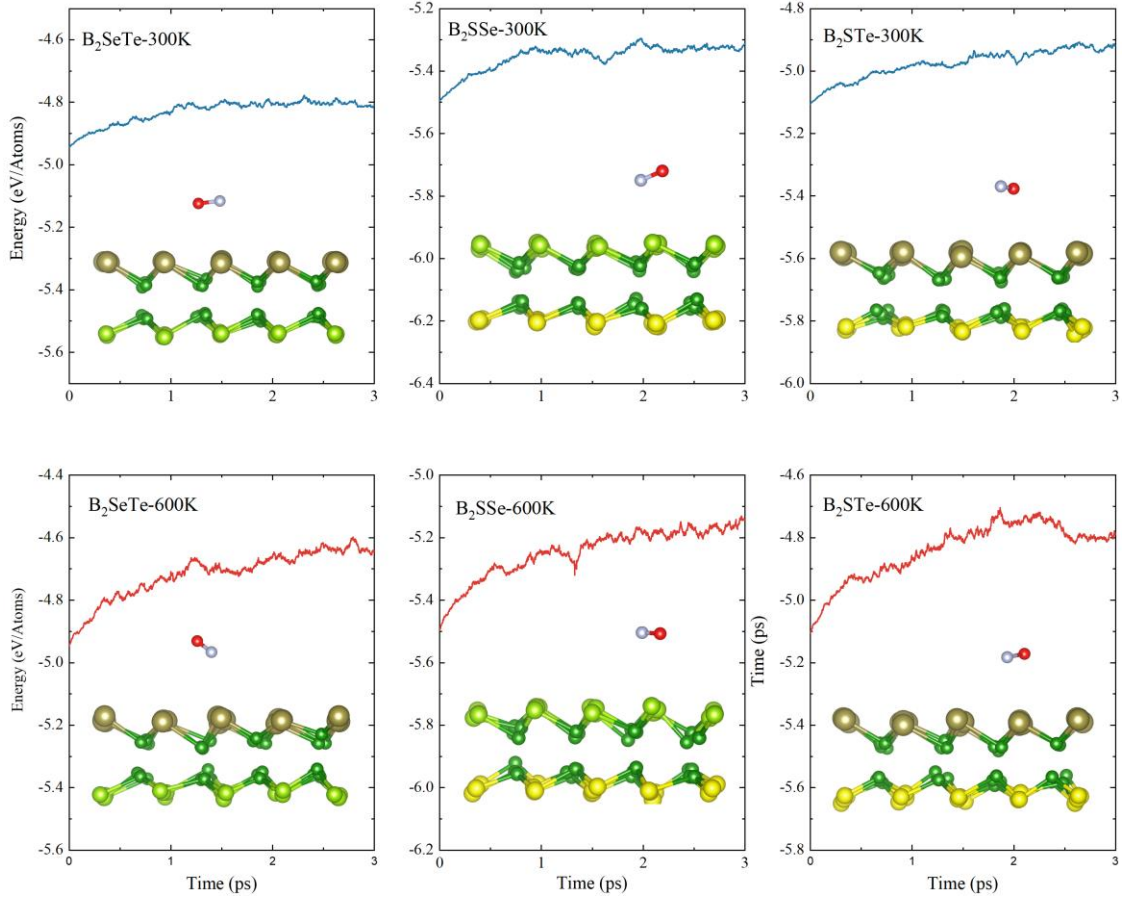 B₂SeTe-300K
-4.6
-4.8
-5.0
-5.2
-5.4
-5.6
Energy (eV/Atoms)
0 1 2 3
B₂SSe-300K
-5.2
-5.4
-5.6
-5.8
-6.0
-6.2
-6.4
0 1 2 3
B₂STe-300K
-4.8
-5.0
-5.2
-5.4
-5.6
-5.8
-6.0
0 1 2 3
B₂SeTe-600K
-4.4
-4.6
-4.8
-5.0
-5.2
-5.4
-5.6
Energy (eV/Atoms)
0 1 2 3
Time (ps)
B₂SSe-600K
-5.0
-5.2
-5.4
-5.6
-5.8
-6.0
-6.2
0 1 2 3
Time (ps)
B₂STe-600K
-4.6
-4.8
-5.0
-5.2
-5.4
-5.6
-5.8
Time (ps)
0 1 2 3
Time (ps)